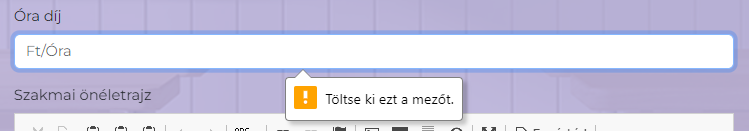 Óra díj
Ft/Óra
Töltse ki ezt a mezőt.
Szakmai önéletrajz